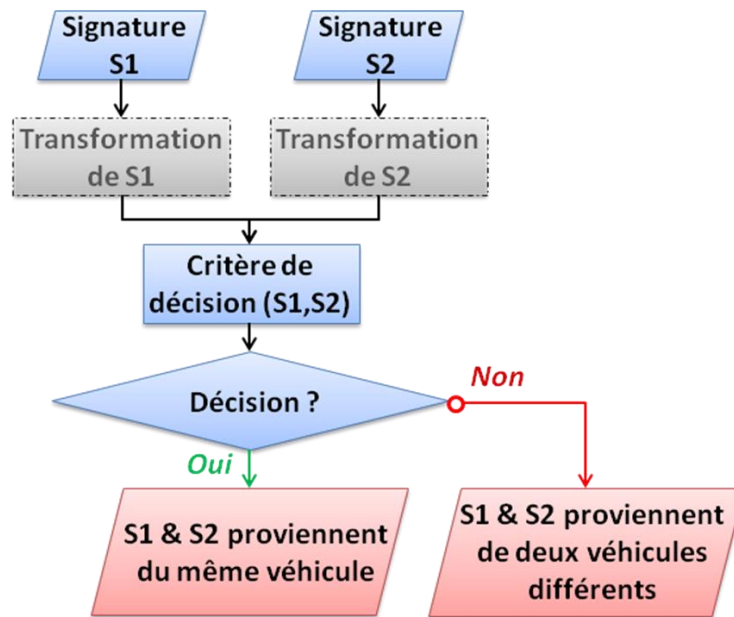 Signature
S1
Signature
S2
Transformation
de S1
Transformation
de S2
Critère de
décision (S1,S2)
Décision ?
Non
Oui
S1 & S2 proviennent
du même véhicule
S1 & S2 proviennent
de deux véhicules
différents